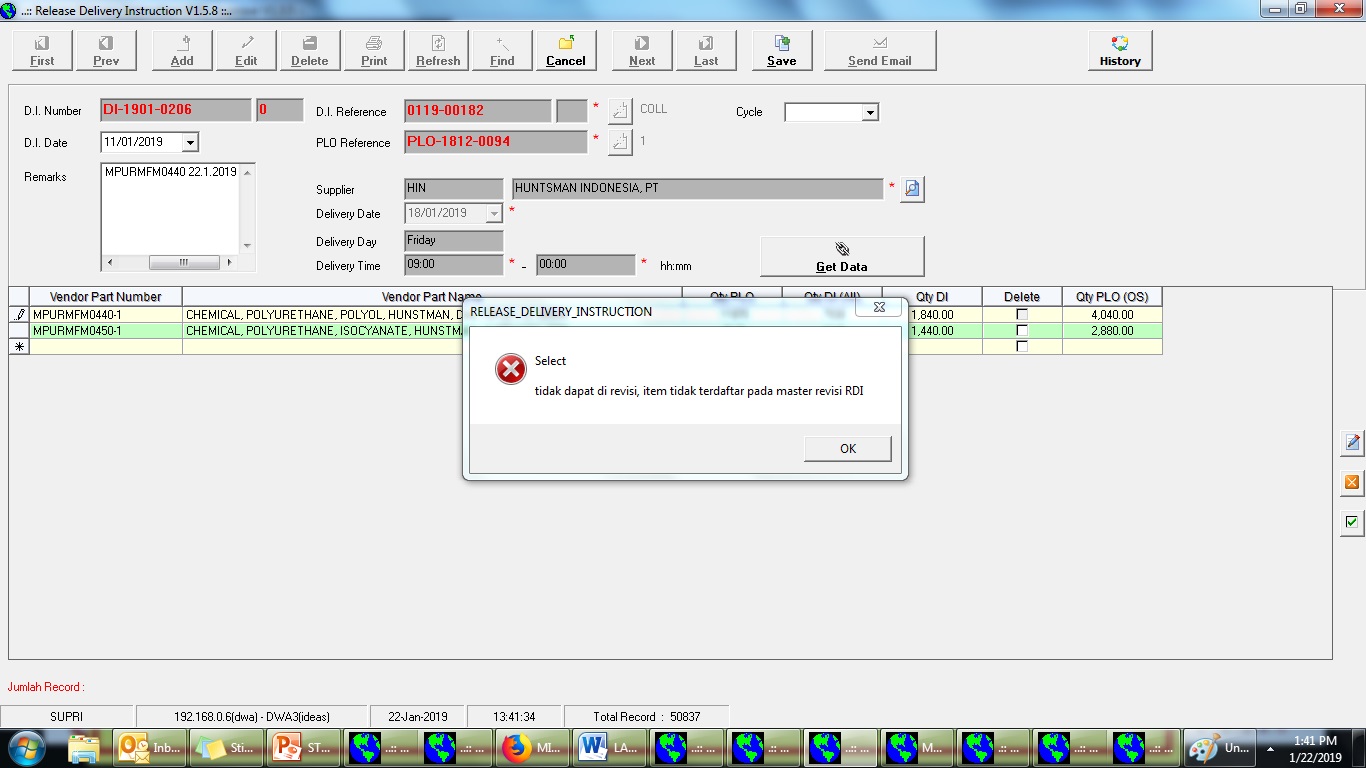 ..:: Release Delivery Instruction V1.5.8 ::..
First Prev Add Edit Delete Print Refresh Find Cancel Next Last Save Send Email History
D.I. Number DI-1901-0206 0 D.I. Reference 0119-00182 * COLL Cycle
D.I. Date 11/01/2019 PLO Reference PLO-1812-0094 * 1
Remarks MPURMFM0440 22.1.2019
Supplier HIN HUNTSMAN INDONESIA, PT *
Delivery Date 18/01/2019 *
Delivery Day Friday
Delivery Time 09:00 * - 00:00 * hh:mm
Get Data
Vendor Part Number Vendor Part Name Qty PLO Qty DI (All) Qty DI Delete Qty PLO (OS)
MPURMFM0440-1 CHEMICAL, POLYURETHANE, POLYOL, HUNSTMAN, 1,840.00 4,040.00
MPURMFM0450-1 CHEMICAL, POLYURETHANE, ISOCYANATE, HUNSTM 1,440.00 2,880.00
RELEASE_DELIVERY_INSTRUCTION
Select
tidak dapat di revisi, item tidak terdaftar pada master revisi RDI
OK
Jumlah Record :
SUPRI 192.168.0.6(dwa) - DWA3(ideas) 22-Jan-2019 13:41:34 Total Record : 50837
Inb... Sti... ST... ..:: ... ..:: ... MI... LA... ..:: ... ..:: ... ..:: ... M... ..:: ... ..:: ... ..:: ... Un... 1:41 PM
1/22/2019